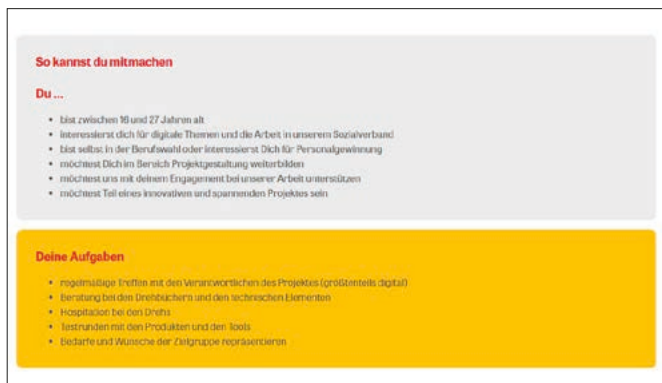 So kannst du mitmachen
Du ...
• bist zwischen 16 und 27 Jahren alt
• interessierst dich für digitale Themen und die Arbeit in unserem Sozialverband
• bist selbst in der Berufswahl oder interessierst Dich für Personalgewinnung
• möchtest Dich im Bereich Projektgestaltung weiterbilden
• möchtest uns mit deinem Engagement bei unserer Arbeit unterstützen
• möchtest Teil eines innovativen und spannenden Projektes sein
Deine Aufgaben
• regelmäßige Treffen mit den Verantwortlichen des Projektes (größtenteils digital)
• Beratung bei den Drehbüchern und den technischen Elementen
• Hospitation bei den Drehs
• Testrunden mit den Produkten und den Tools
• Bedarfe und Wünsche der Zielgruppe repräsentieren